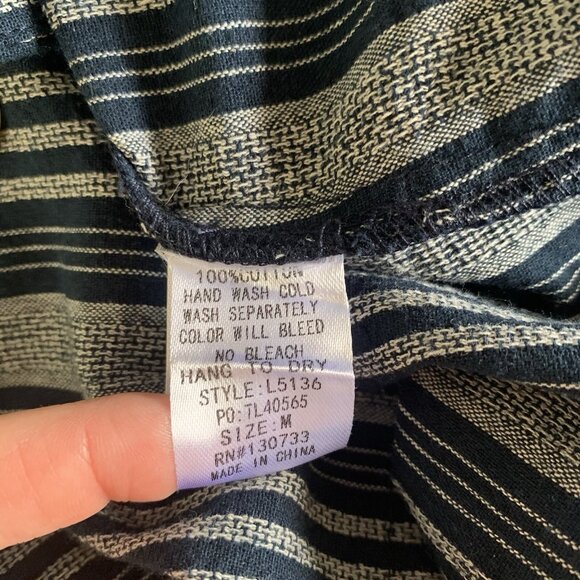 100%COTTON
HAND WASH COLD
WASH SEPARATELY
COLOR WILL BLEED
NO BLEACH
HANG TO DRY
STYLE:L5136
PO:TL40565
SIZE:M
RN#130733
MADE IN CHINA